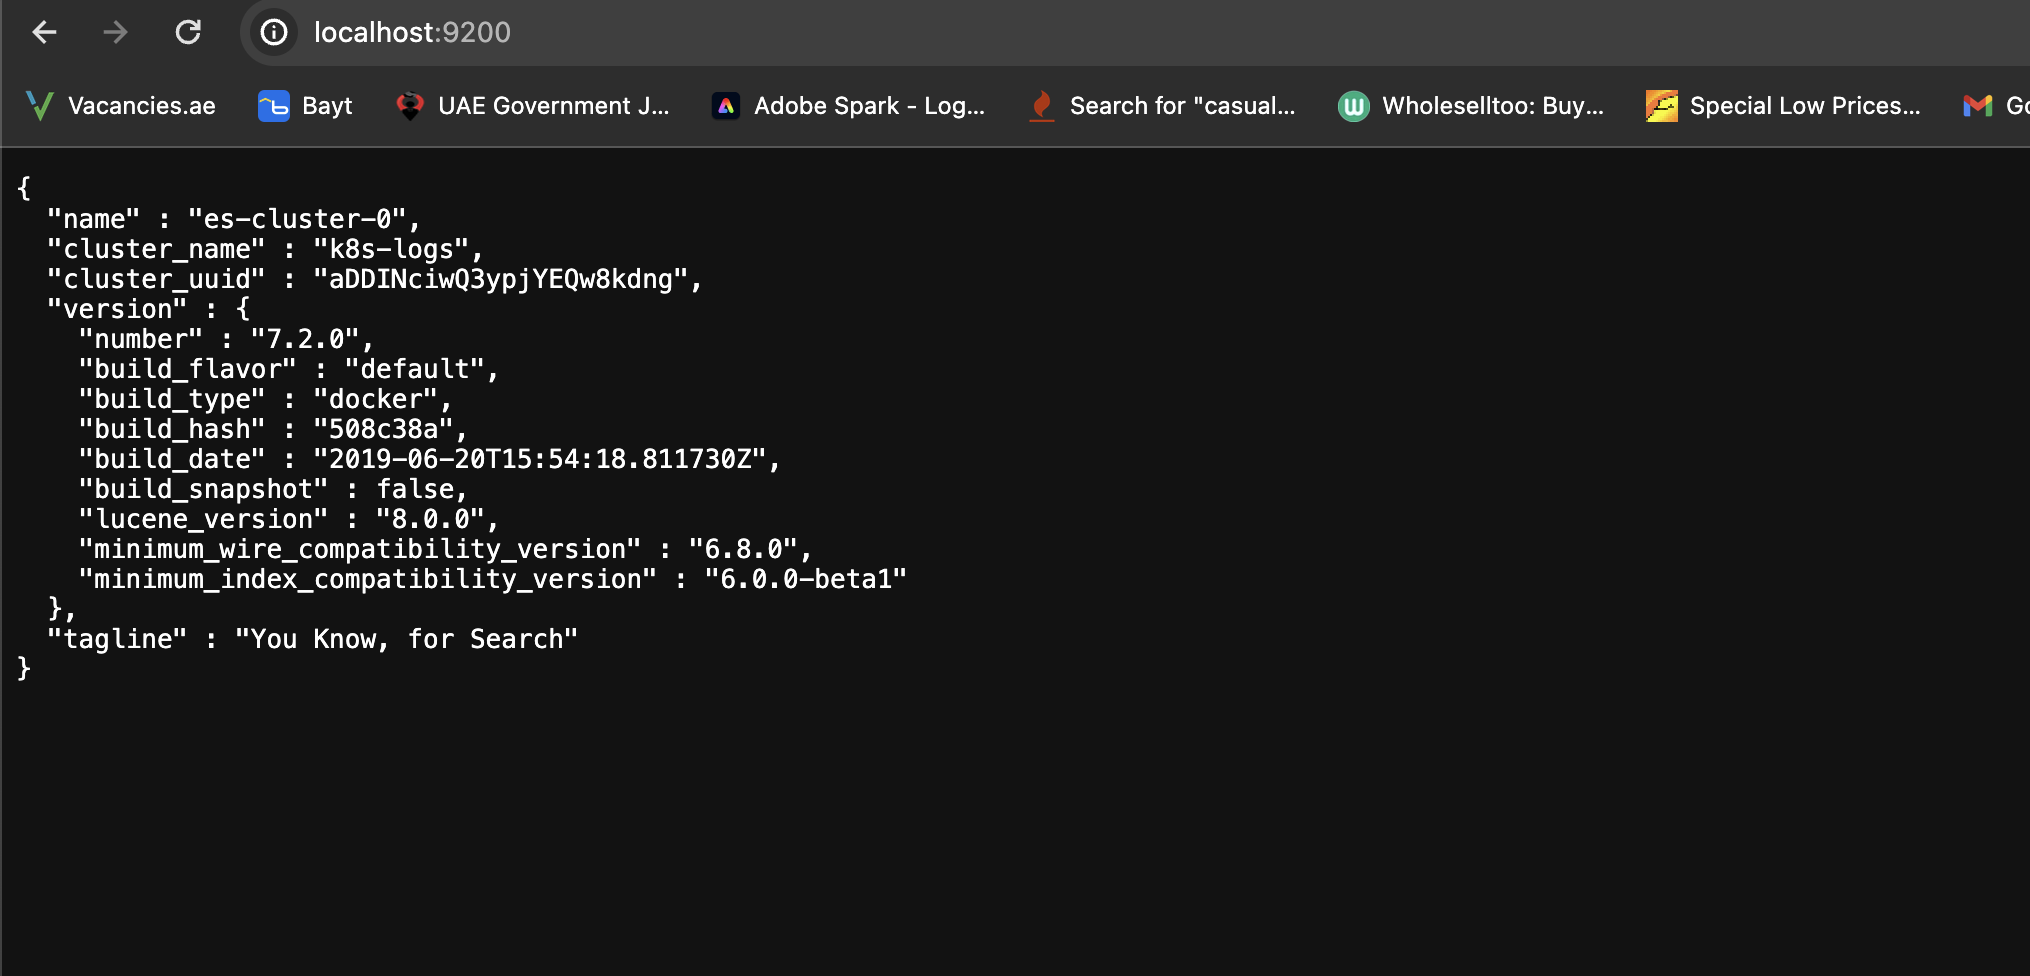 localhost:9200
Vacancies.ae Bayt UAE Government J... Adobe Spark - Log... Search for "casual... Wholeselltoo: Buy... Special Low Prices... Go
{
  "name" : "es-cluster-0",
  "cluster_name" : "k8s-logs",
  "cluster_uuid" : "aDDINciwQ3ypjYEQw8kdng",
  "version" : {
    "number" : "7.2.0",
    "build_flavor" : "default",
    "build_type" : "docker",
    "build_hash" : "508c38a",
    "build_date" : "2019-06-20T15:54:18.811730Z",
    "build_snapshot" : false,
    "lucene_version" : "8.0.0",
    "minimum_wire_compatibility_version" : "6.8.0",
    "minimum_index_compatibility_version" : "6.0.0-beta1"
  },
  "tagline" : "You Know, for Search"
}